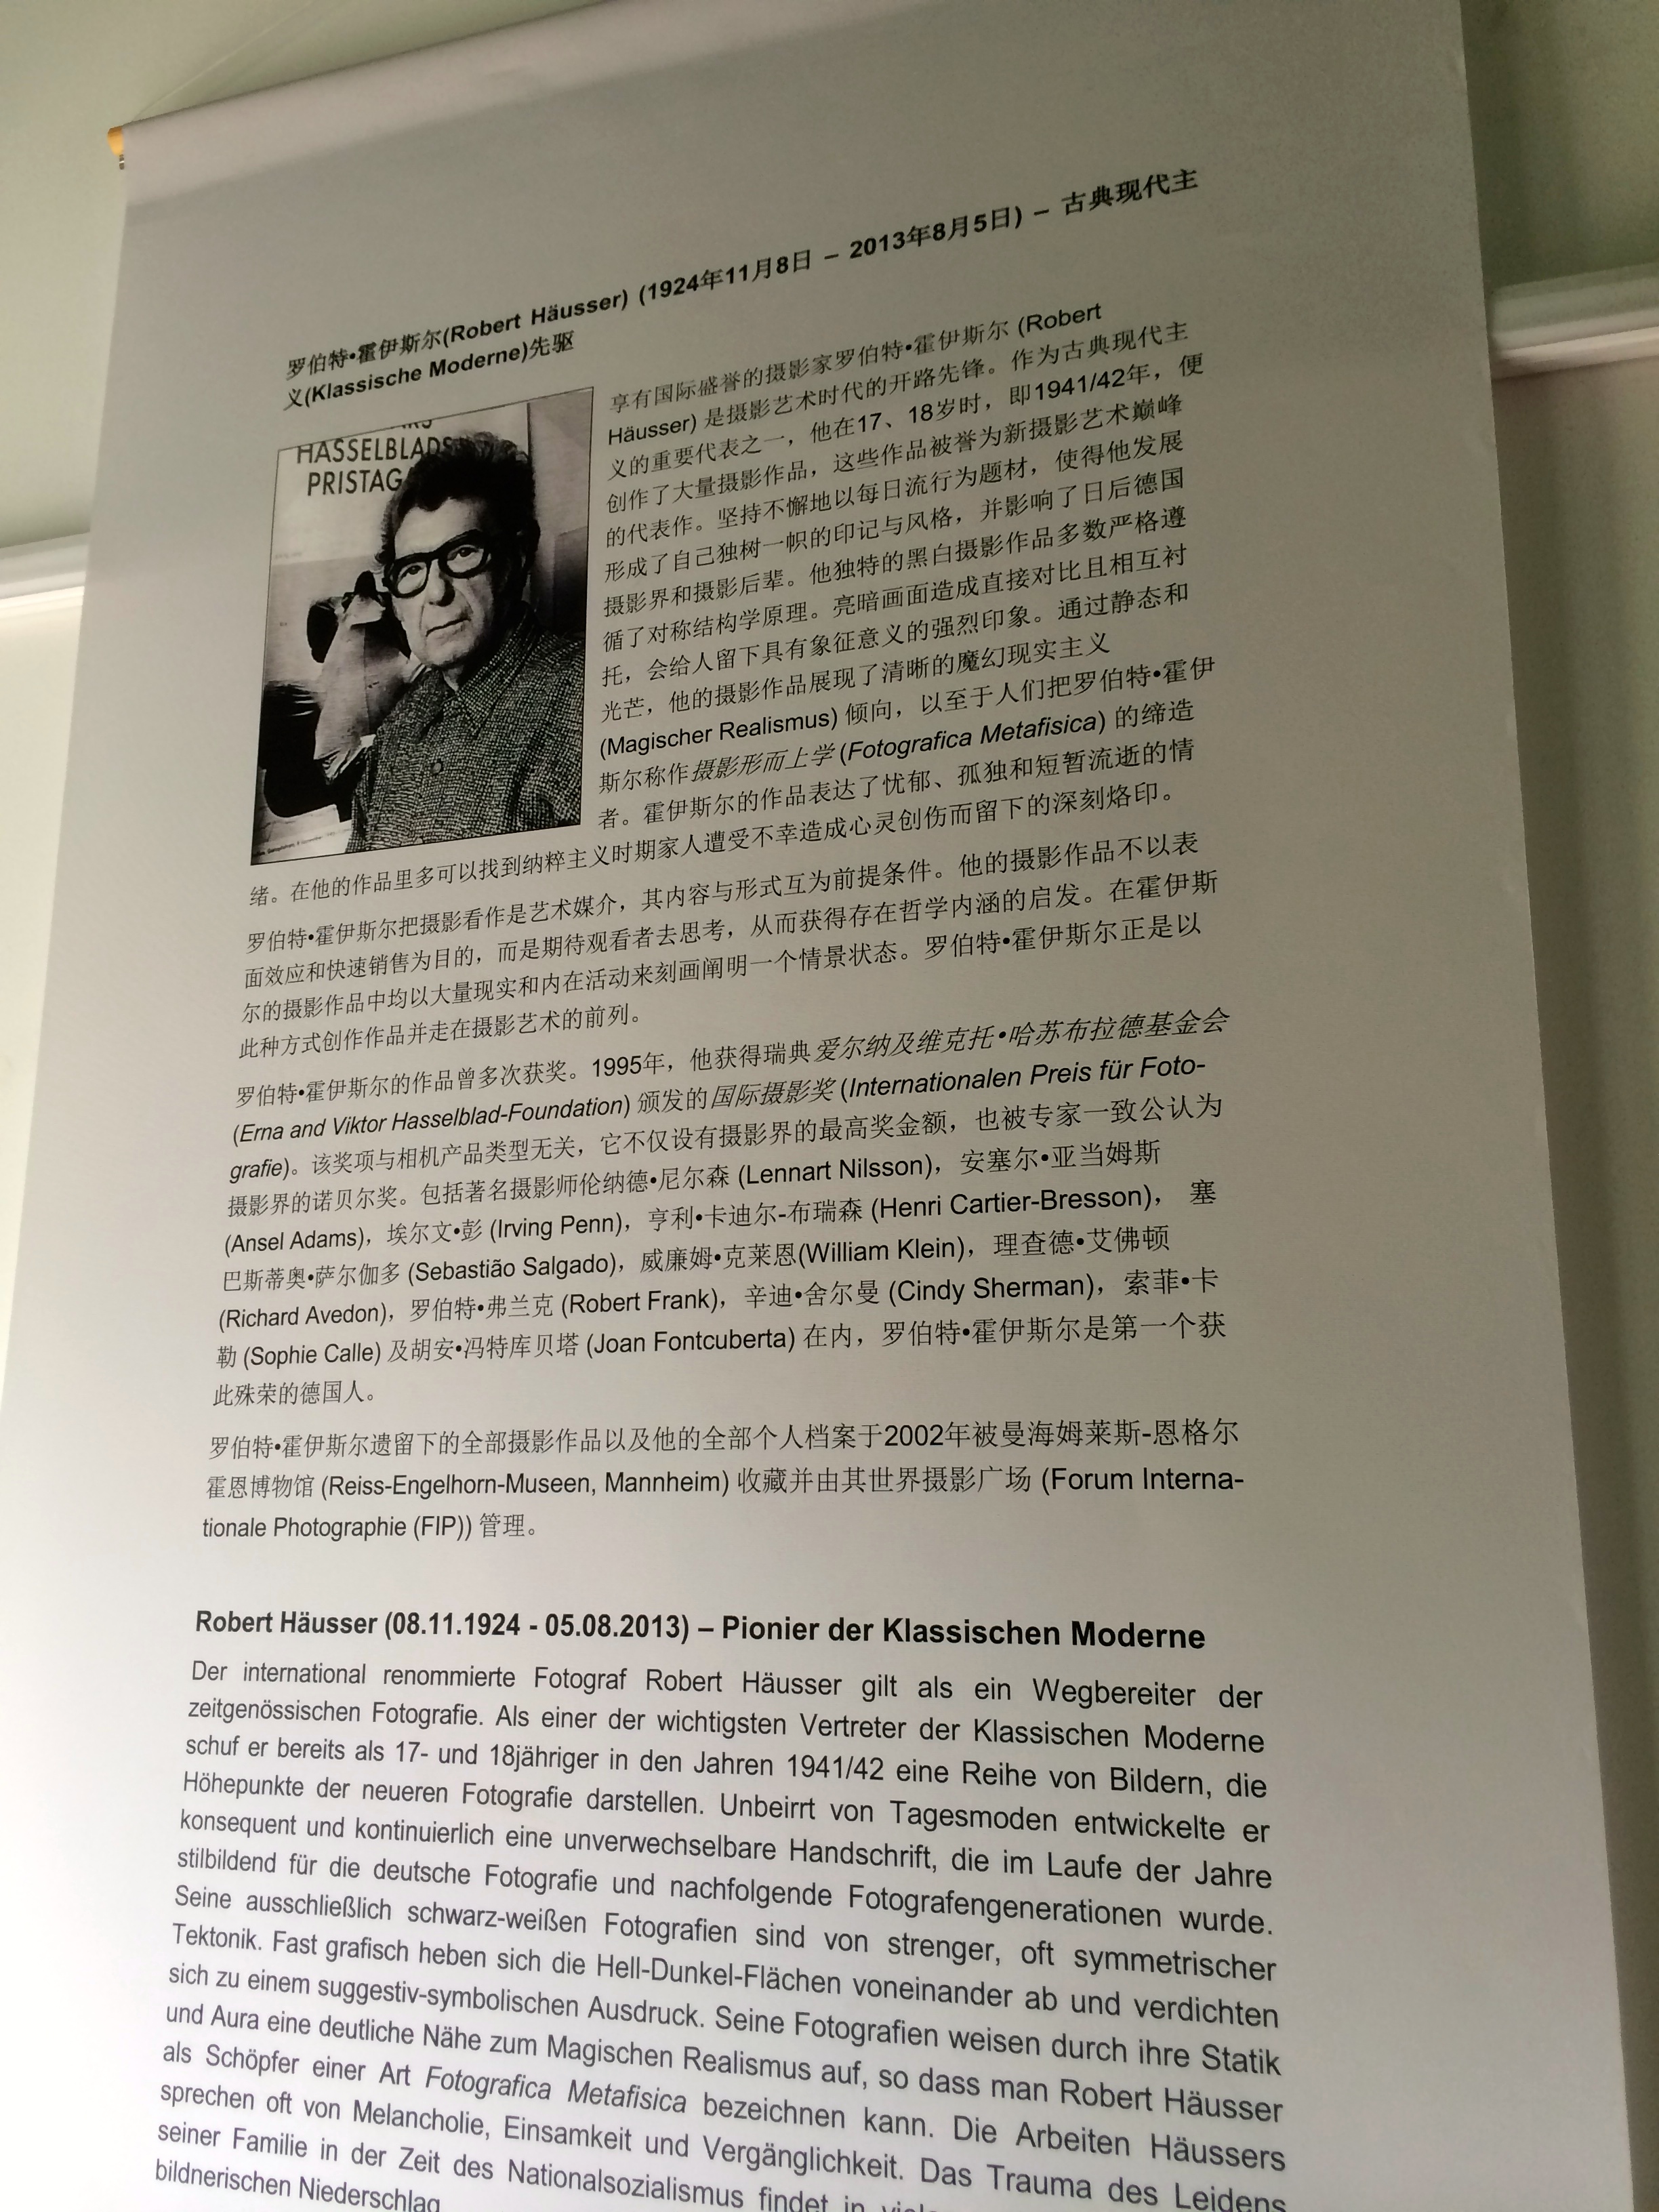 罗伯特•霍伊斯尔(Robert Häusser) (1924年11月8日 – 2013年8月5日) – 古典现代主
义(Klassische Moderne)先驱
HASSELBLADS
PRISTAG
享有国际盛誉的摄影家罗伯特•霍伊斯尔 (Robert
Häusser) 是摄影艺术时代的开路先锋。作为古典现代主
义的重要代表之一，他在17、18岁时，即1941/42年，便
创作了大量摄影作品，这些作品被誉为新摄影艺术巅峰
的代表作。坚持不懈地以每日流行为题材，使得他发展
形成了自己独树一帜的印记与风格，并影响了日后德国
摄影界和摄影后辈。他独特的黑白摄影作品多数严格遵
循了对称结构学原理。亮暗画面造成直接对比且相互衬
托，会给人留下具有象征意义的强烈印象。通过静态和
光芒，他的摄影作品展现了清晰的魔幻现实主义
(Magischer Realismus) 倾向，以至于人们把罗伯特•霍伊
斯尔称作摄影形而上学 (Fotografica Metafisica) 的缔造
者。霍伊斯尔的作品表达了忧郁、孤独和短暂流逝的情
绪。在他的作品里多可以找到纳粹主义时期家人遭受不幸造成心灵创伤而留下的深刻烙印。
罗伯特•霍伊斯尔把摄影看作是艺术媒介，其内容与形式互为前提条件。他的摄影作品不以表
面效应和快速销售为目的，而是期待观看者去思考，从而获得存在哲学内涵的启发。在霍伊斯
尔的摄影作品中均以大量现实和内在活动来刻画阐明一个情景状态。罗伯特•霍伊斯尔正是以
此种方式创作作品并走在摄影艺术的前列。
罗伯特•霍伊斯尔的作品曾多次获奖。1995年，他获得瑞典爱尔纳及维克托•哈苏布拉德基金会
(Erna and Viktor Hasselblad-Foundation) 颁发的国际摄影奖 (Internationalen Preis für Foto-
grafie)。该奖项与相机产品类型无关，它不仅设有摄影界的最高奖金额，也被专家一致公认为
摄影界的诺贝尔奖。包括著名摄影师伦纳德•尼尔森 (Lennart Nilsson)，安塞尔•亚当姆斯
(Ansel Adams)，埃尔文•彭 (Irving Penn)，亨利•卡迪尔-布瑞森 (Henri Cartier-Bresson)， 塞
巴斯蒂奥•萨尔伽多 (Sebastião Salgado)，威廉姆•克莱恩(William Klein)，理查德•艾佛顿
(Richard Avedon)，罗伯特•弗兰克 (Robert Frank)，辛迪•舍尔曼 (Cindy Sherman)，索菲•卡
勒 (Sophie Calle) 及胡安•冯特库贝塔 (Joan Fontcuberta) 在内，罗伯特•霍伊斯尔是第一个获
此殊荣的德国人。
罗伯特•霍伊斯尔遗留下的全部摄影作品以及他的全部个人档案于2002年被曼海姆莱斯-恩格尔
霍恩博物馆 (Reiss-Engelhorn-Museen, Mannheim) 收藏并由其世界摄影广场 (Forum Interna-
tionale Photographie (FIP)) 管理。
Robert Häusser (08.11.1924 - 05.08.2013) – Pionier der Klassischen Moderne
Der international renommierte Fotograf Robert Häusser gilt als ein Wegbereiter der
zeitgenössischen Fotografie. Als einer der wichtigsten Vertreter der Klassischen Moderne
schuf er bereits als 17- und 18jähriger in den Jahren 1941/42 eine Reihe von Bildern, die
Höhepunkte der neueren Fotografie darstellen. Unbeirrt von Tagesmoden entwickelte er
konsequent und kontinuierlich eine unverwechselbare Handschrift, die im Laufe der Jahre
stilbildend für die deutsche Fotografie und nachfolgende Fotografengenerationen wurde.
Seine ausschließlich schwarz-weißen Fotografien sind von strenger, oft symmetrischer
Tektonik. Fast grafisch heben sich die Hell-Dunkel-Flächen voneinander ab und verdichten
sich zu einem suggestiv-symbolischen Ausdruck. Seine Fotografien weisen durch ihre Statik
und Aura eine deutliche Nähe zum Magischen Realismus auf, so dass man Robert Häusser
als Schöpfer einer Art Fotografica Metafisica bezeichnen kann. Die Arbeiten Häussers
sprechen oft von Melancholie, Einsamkeit und Vergänglichkeit. Das Trauma des Leidens
seiner Familie in der Zeit des Nationalsozialismus findet in
bildnerischen Niederschlag